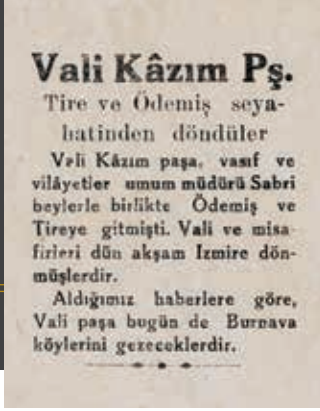 Vali Kâzım Pş.
Tire ve Ödemiş seya-
hatinden döndüler
Vali Kâzım paşa, vasıf ve
vilâyetler umum müdürü Sabri
beylerle birlikte Ödemiş ve
Tireye gitmişti. Vali ve misa-
firleri dün akşam Izmire dön-
müşlerdir.
Aldığımız haberlere göre,
Vali paşa bugün de Burnava
köylerini gezeceklerdir.